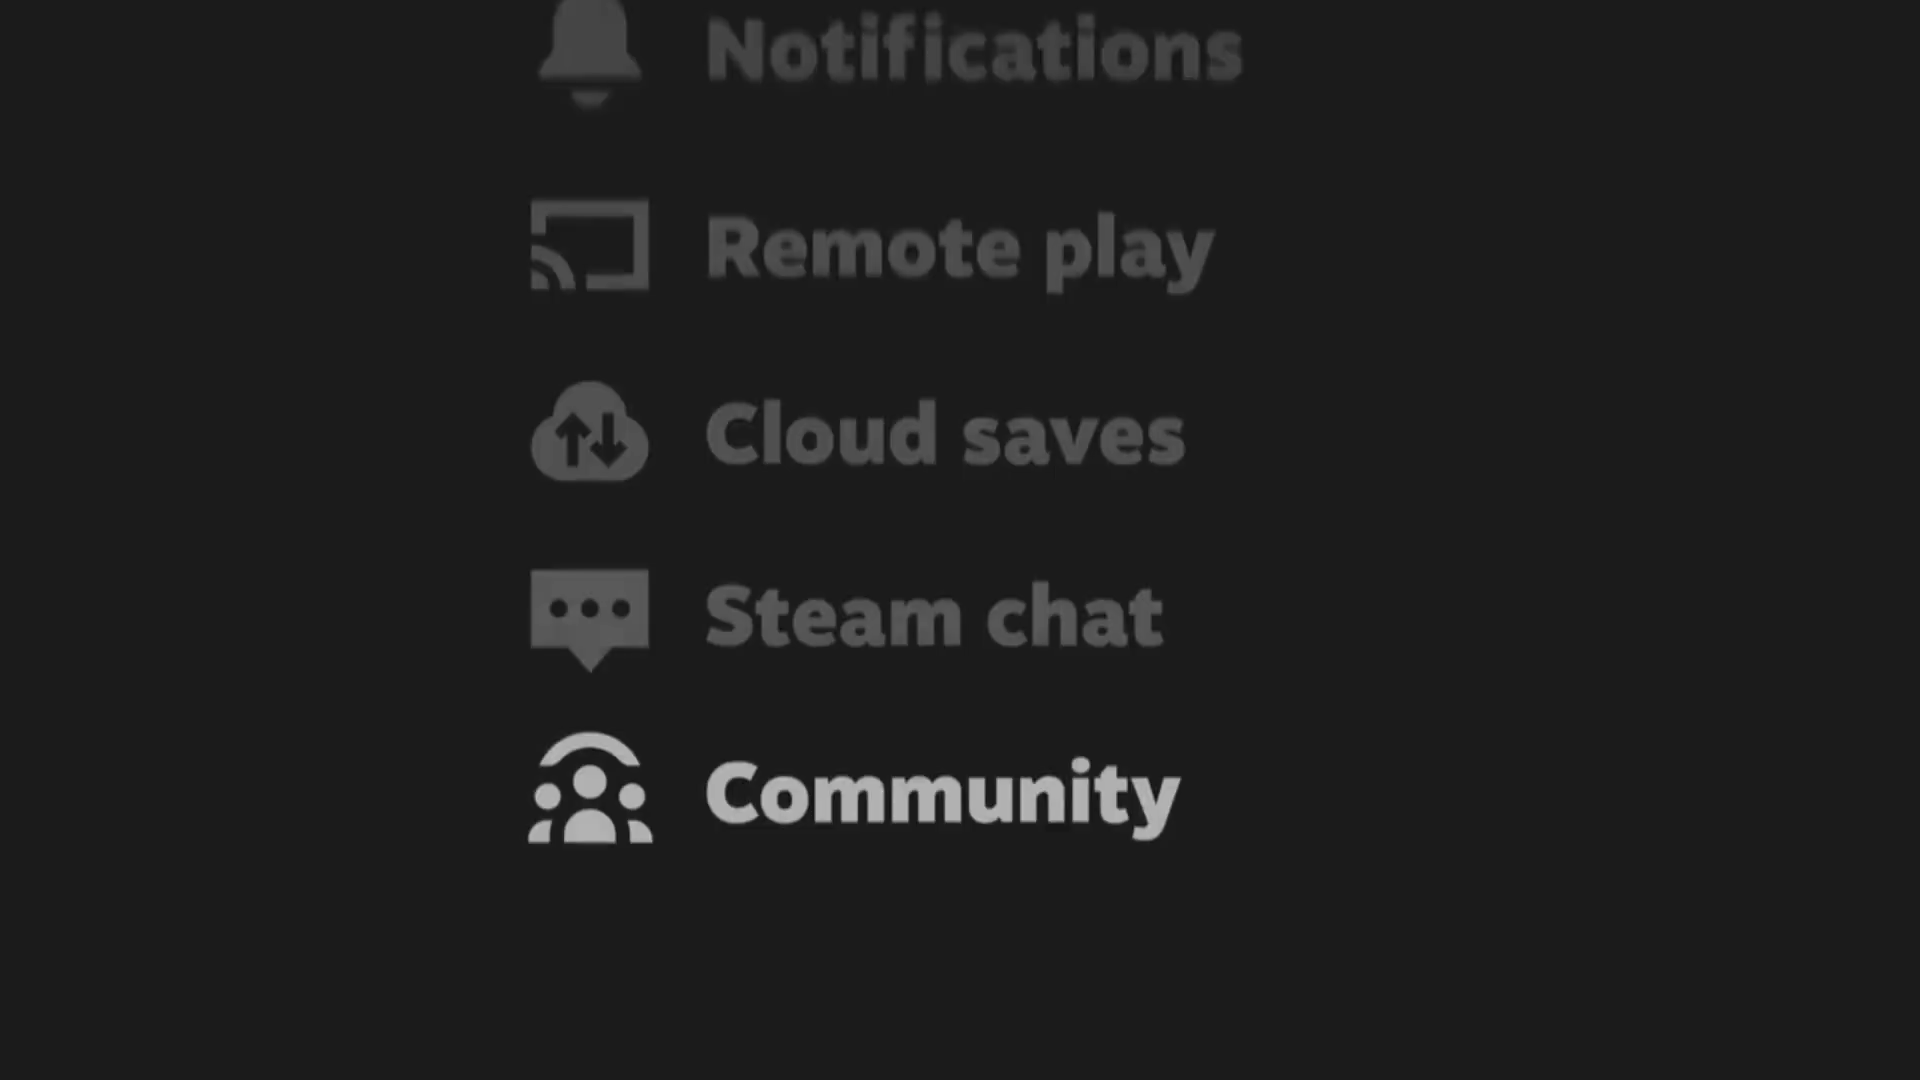 Notifications
Remote play
Cloud saves
Steam chat
Community